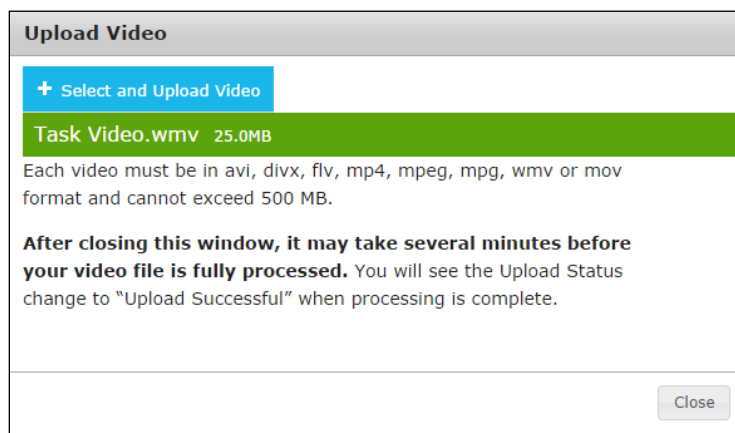 Upload Video
+ Select and Upload Video
Task Video.wmv 25.0MB
Each video must be in avi, divx, flv, mp4, mpeg, mpg, wmv or mov
format and cannot exceed 500 MB.
After closing this window, it may take several minutes before
your video file is fully processed. You will see the Upload Status
change to “Upload Successful” when processing is complete.
Close